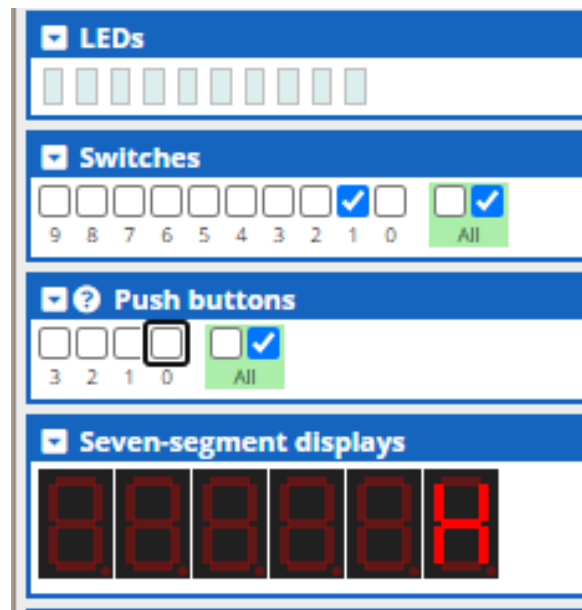 LEDs
Switches
9 8 7 6 5 4 3 2 1 0 All
? Push buttons
3 2 1 0 All
Seven-segment displays
H